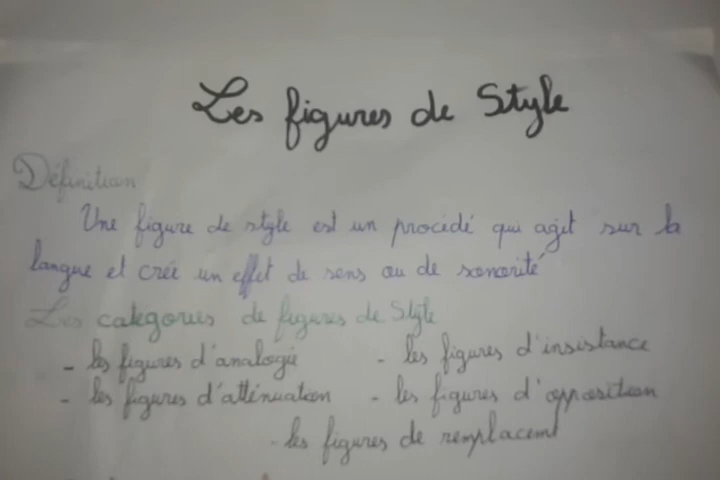 Les figures de Style
Définition
Une figure de style est un procédé qui agit sur la
langue et crée un effet de sens ou de sonorité
Les catégories de figures de Style
- les figures d'analogie - les figures d'insistance
- les figures d'atténuation - les figures d'opposition
- les figures de remplacemt